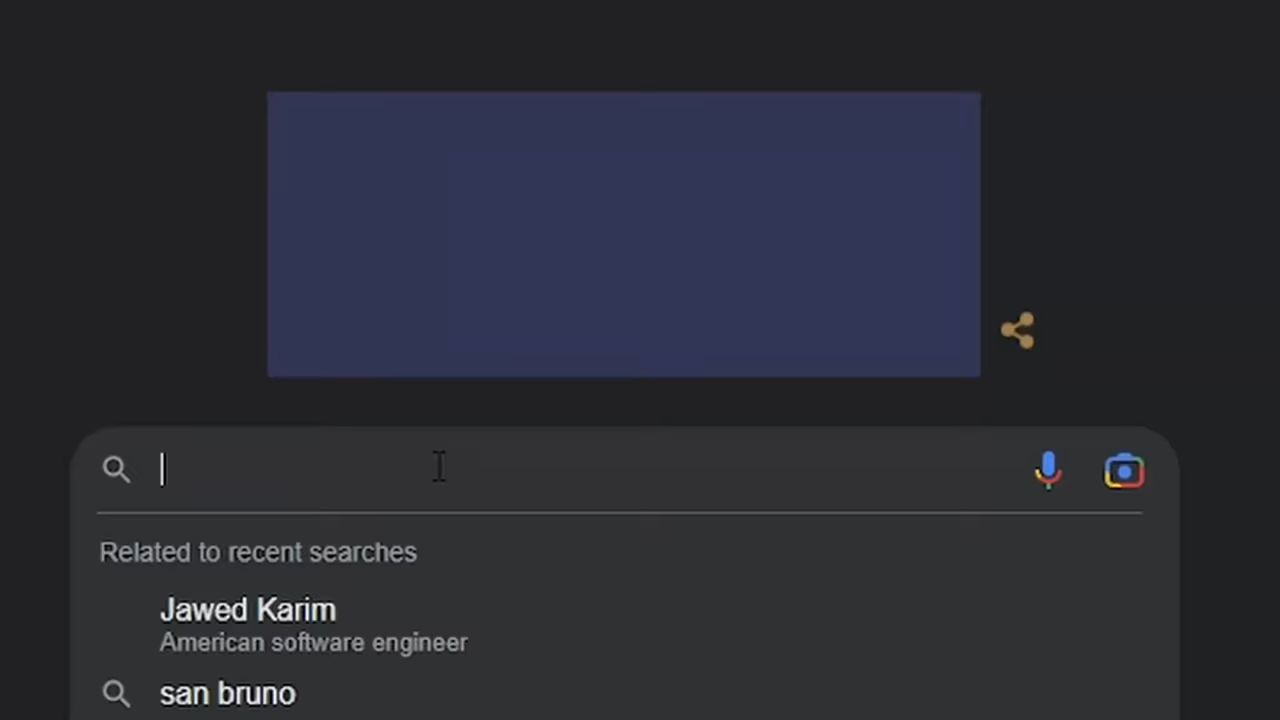 Related to recent searches
Jawed Karim
American software engineer
san bruno